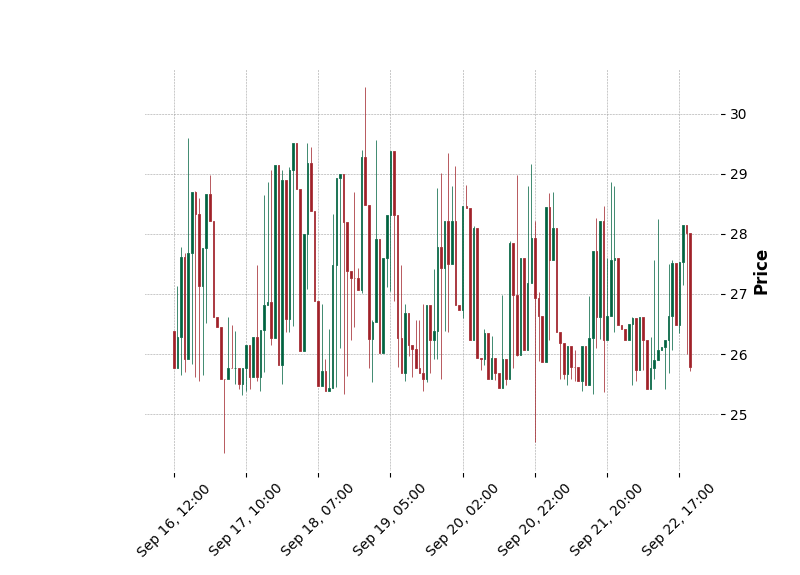 30
29
28
27
26
25
Price
Sep 16, 12:00
Sep 17, 10:00
Sep 18, 07:00
Sep 19, 05:00
Sep 20, 02:00
Sep 20, 22:00
Sep 21, 20:00
Sep 22, 17:00